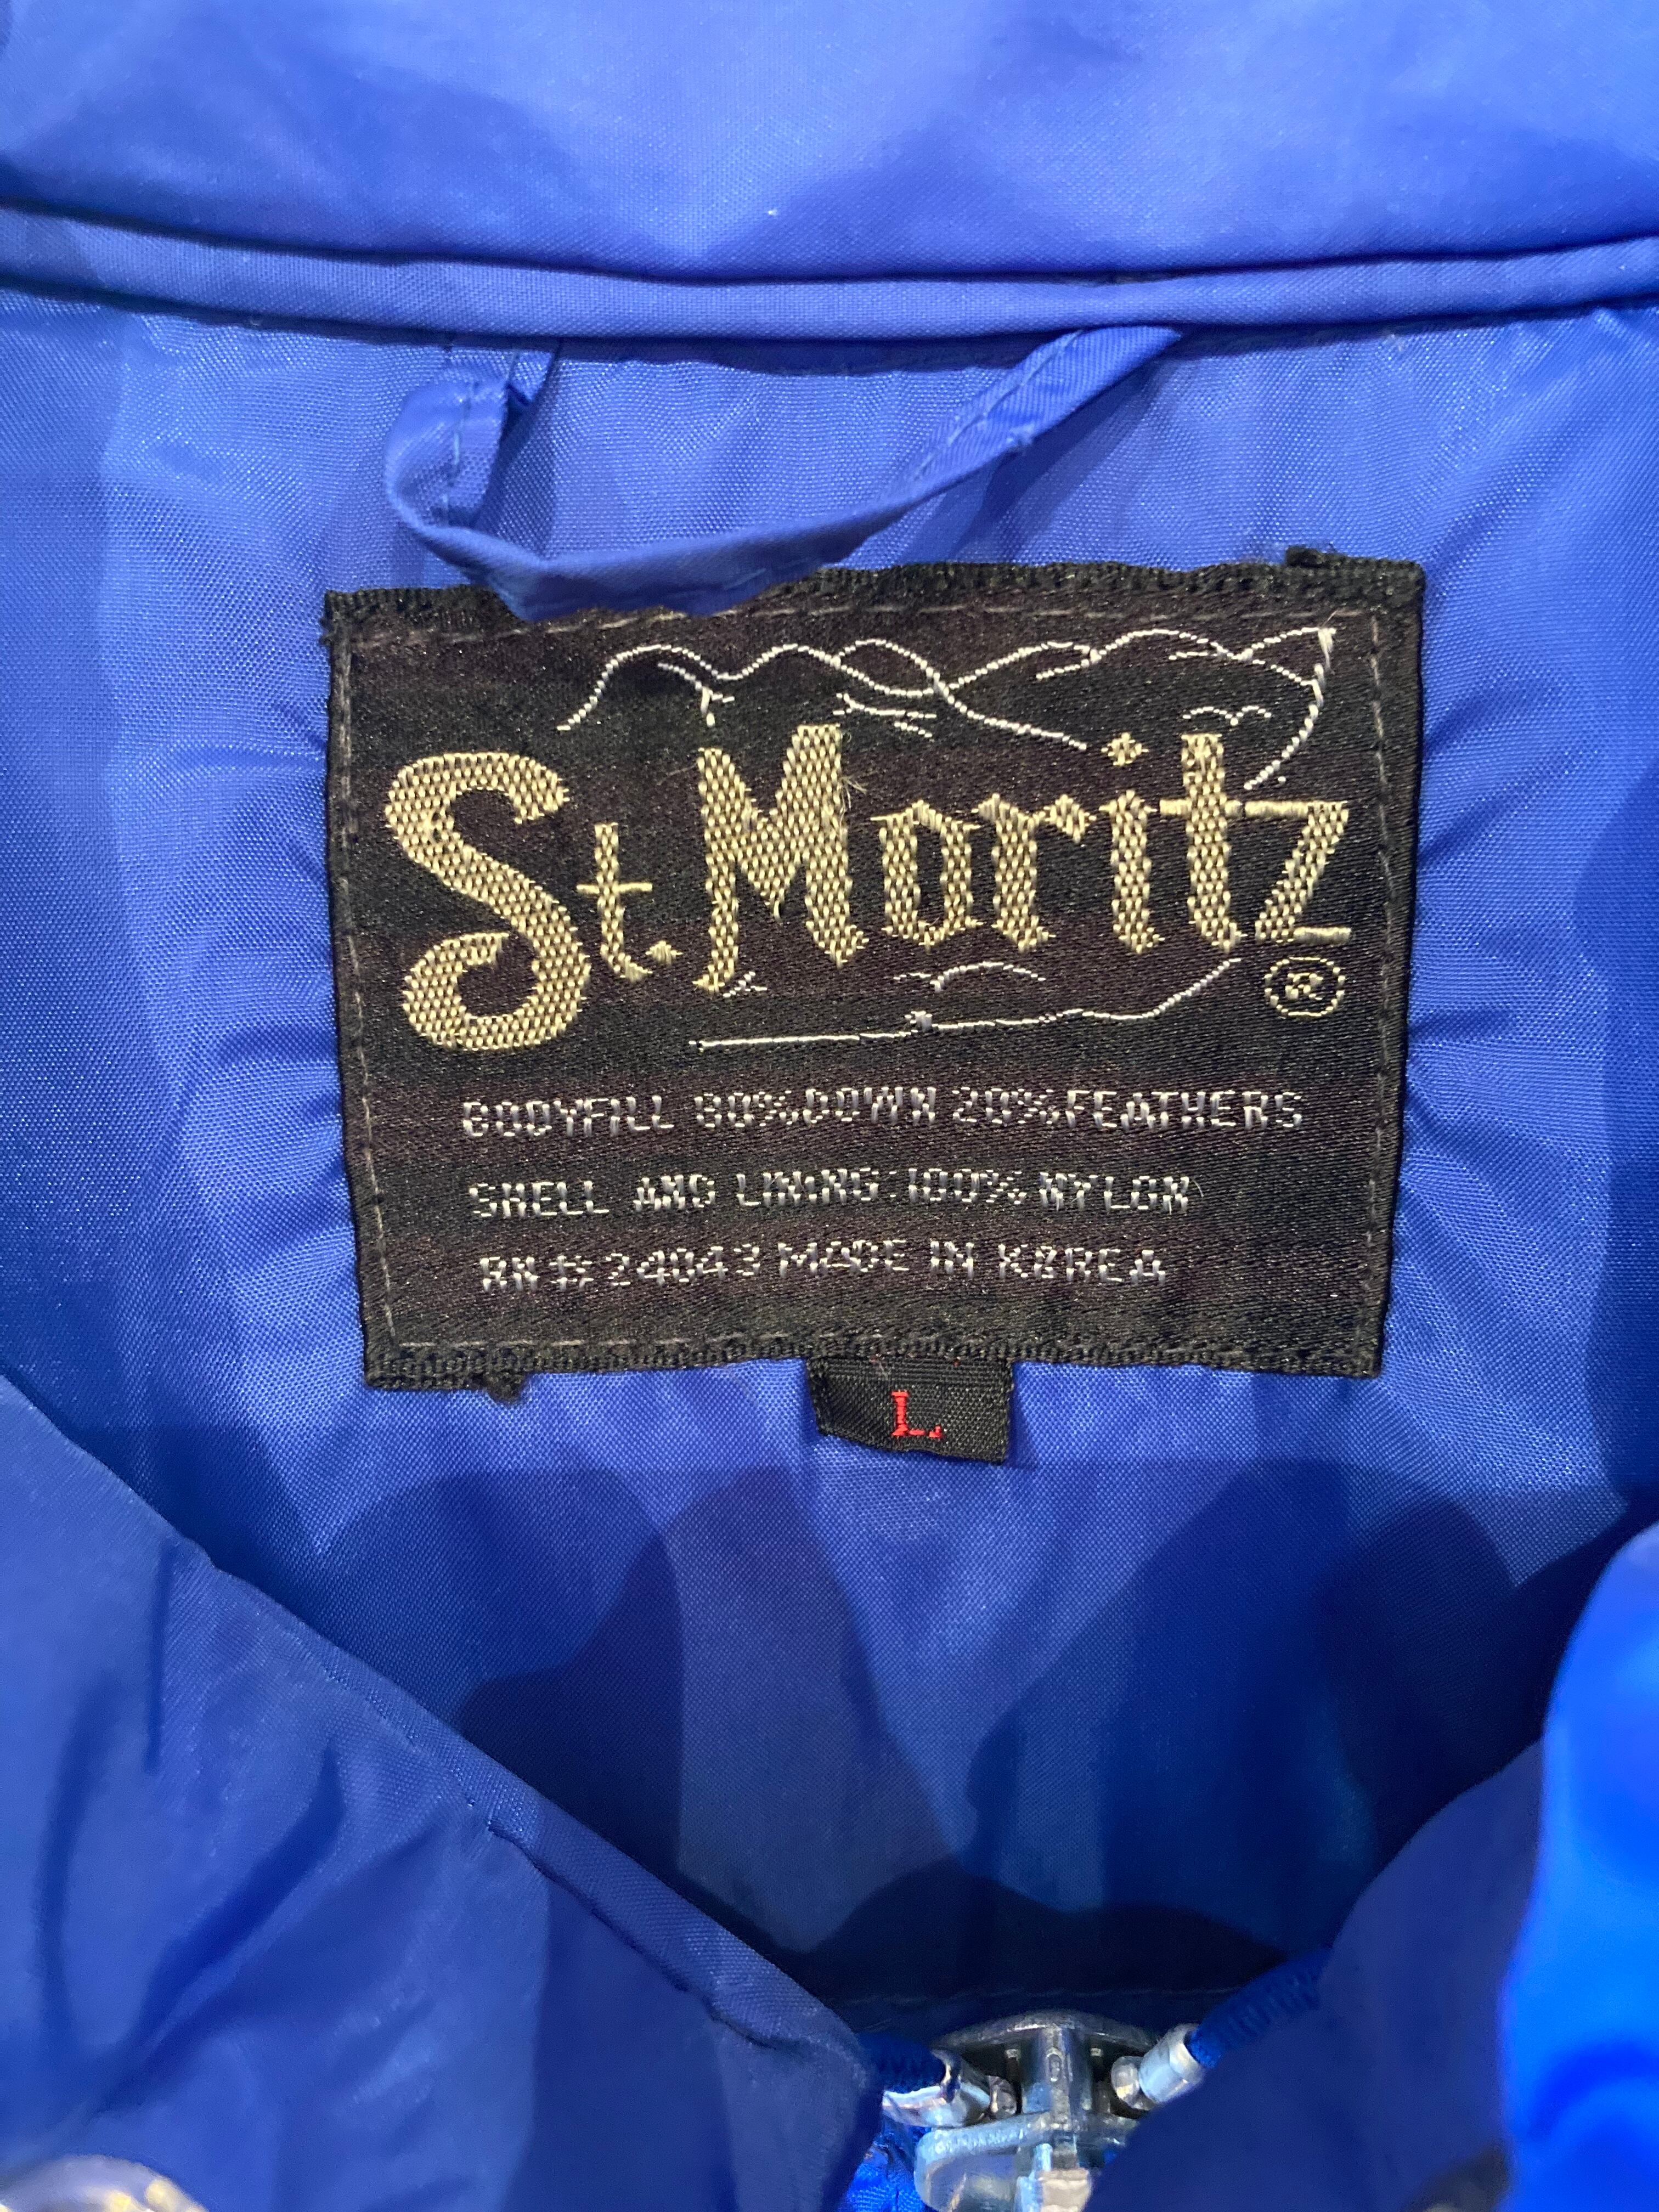 St. Moritz ®
BODYFILL 80% DOWN 20% FEATHERS
SHELL AND LINING: 100% NYLON
RN # 24043 MADE IN KOREA
L